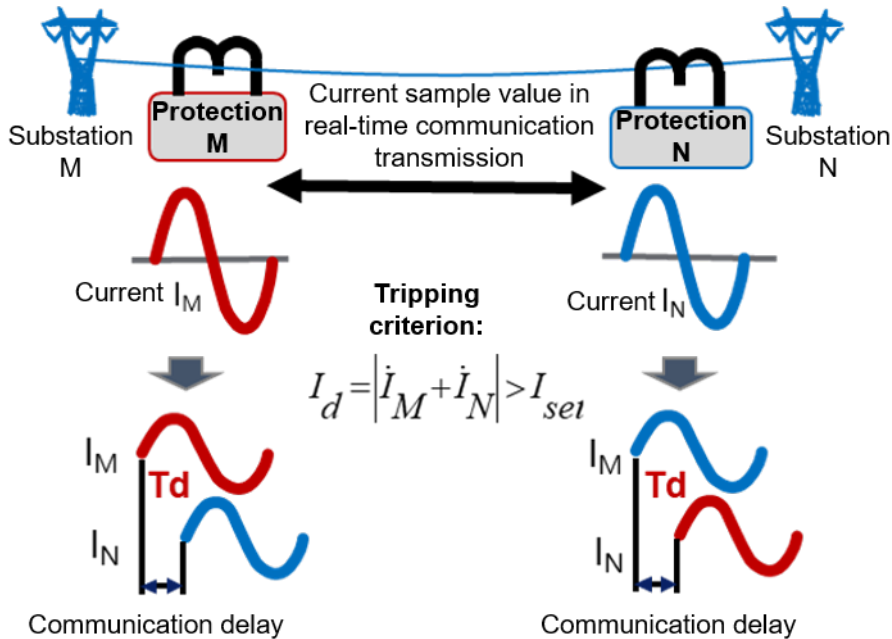 Substation
M
Protection
M
Current sample value in
real-time communication
transmission
Protection
N
Substation
N
Current I_M
Tripping
criterion:
Current I_N
I_d = |İ_M + İ_N| > I_set
I_M
Td
I_N
Communication delay
I_M
Td
I_N
Communication delay